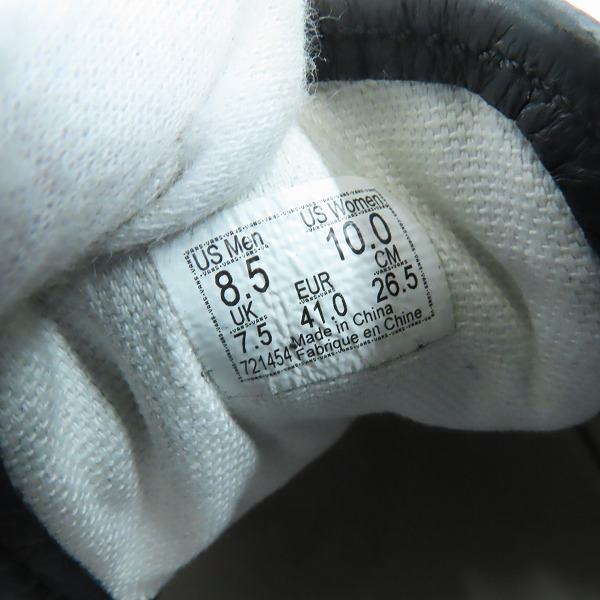 US Men US Women
8.5 10.0
UK EUR CM
7.5 41.0 26.5
Made in China
721454 Fabrique en Chine